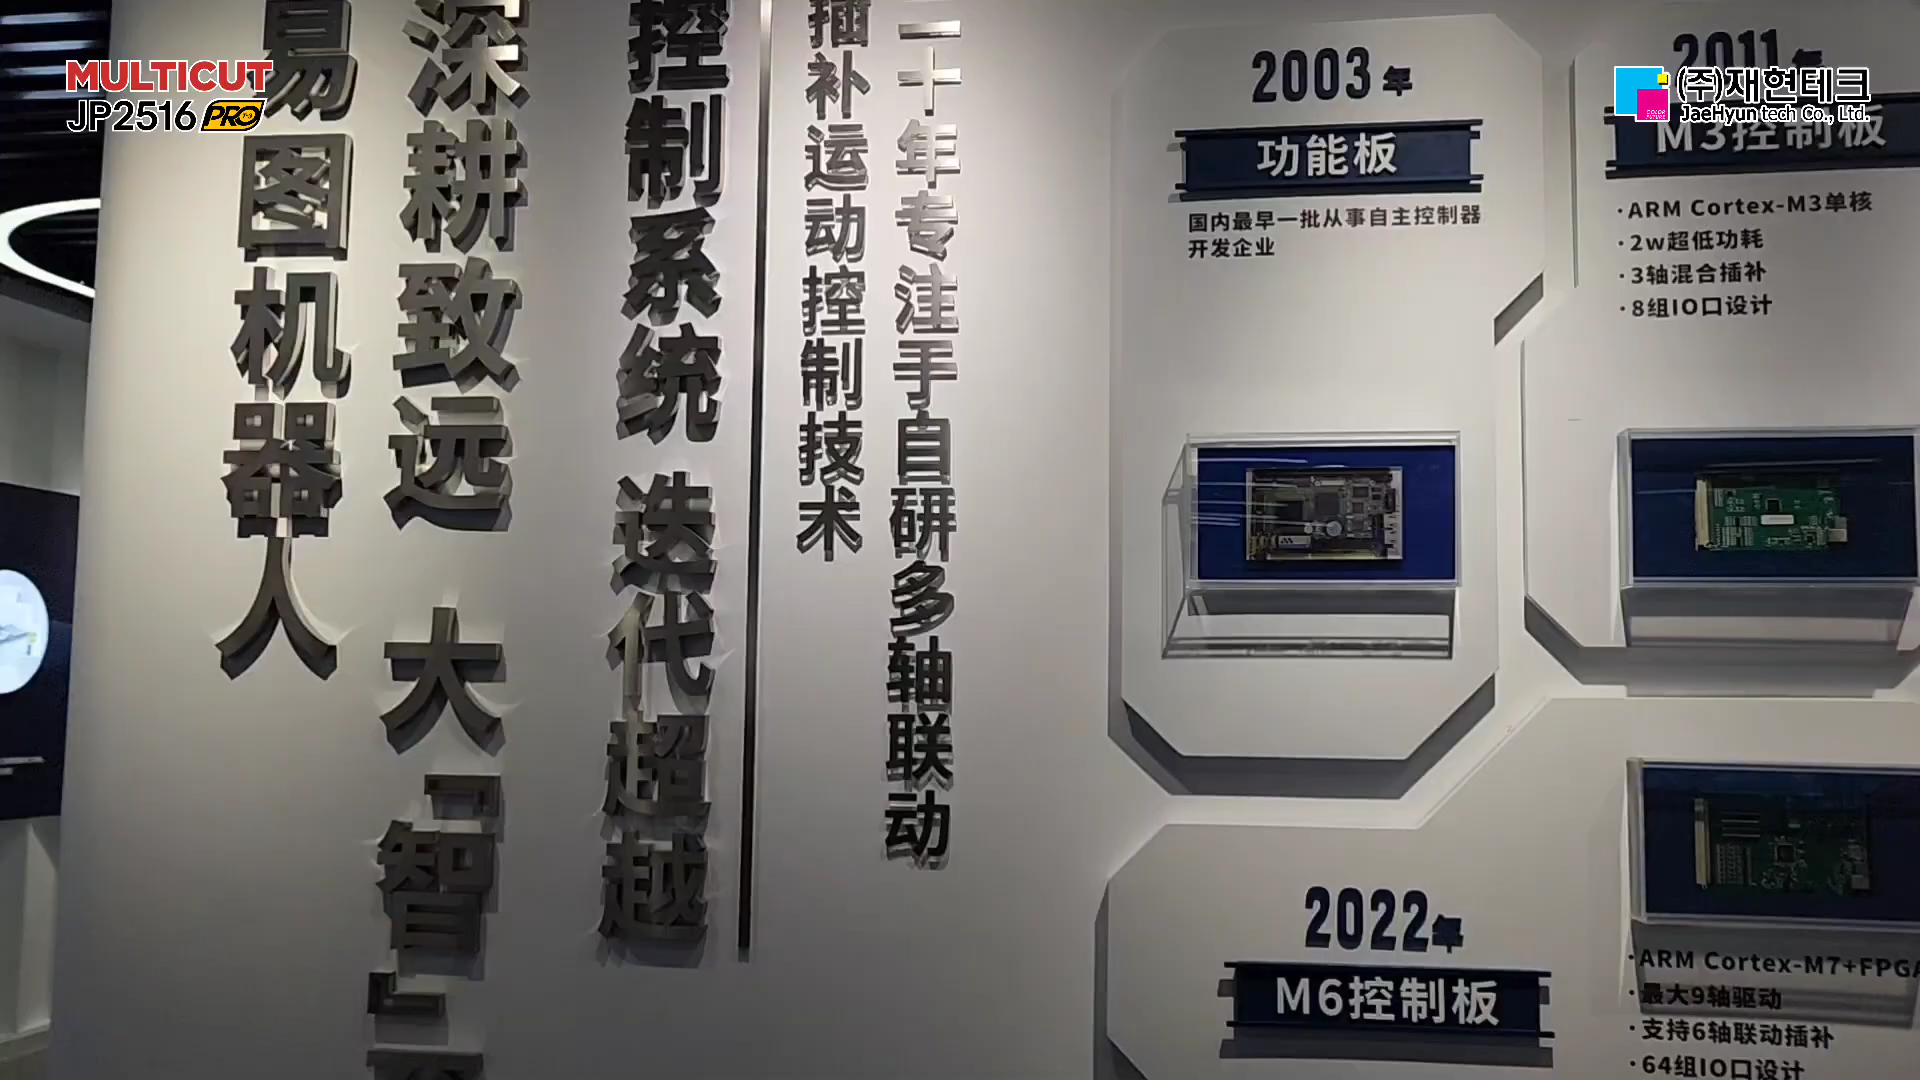 MULTICUT
JP2516 PRO
(주)재현테크
JaeHyun tech Co., Ltd.
易图机器人
深耕致远 大「智」
控制系统 迭代超越
插补运动控制技术
二十年专注于自研多轴联动
2003年
功能板
国内最早一批从事自主控制器
开发企业
2011年
M3控制板
·ARM Cortex-M3单核
·2w超低功耗
·3轴混合插补
·8组IO口设计
2022年
M6控制板
·ARM Cortex-M7+FPGA
·最大9轴驱动
·支持6轴联动插补
·64组IO口设计